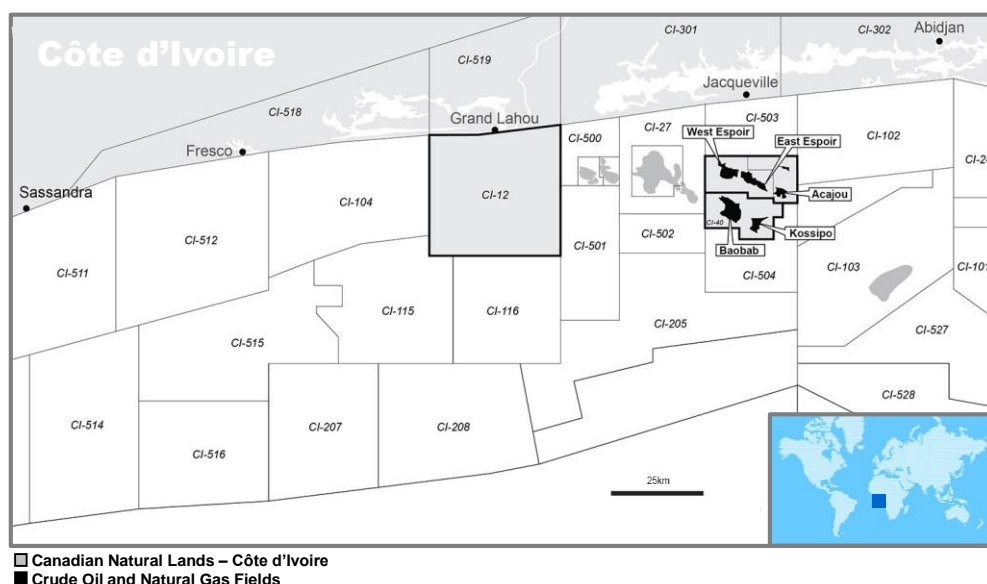 Côte d'Ivoire
CI-301
CI-302
Abidjan
CI-519
Jacqueville
CI-518
Grand Lahou
CI-500
CI-27
CI-503
CI-102
West Espoir
East Espoir
Fresco
Sassandra
CI-12
Acajou
CI-104
CI-40
Kossipo
CI-512
CI-501
CI-502
Baobab
CI-511
CI-504
CI-103
CI-101
CI-115
CI-116
CI-205
CI-527
CI-515
CI-528
CI-514
CI-207
CI-208
CI-516
25km
Canadian Natural Lands – Côte d'Ivoire
Crude Oil and Natural Gas Fields